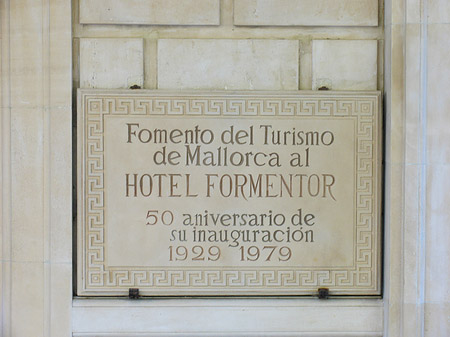 Fomento del Turismo
de Mallorca al
HOTEL FORMENTOR
50 aniversario de
su inauguración
1929 1979